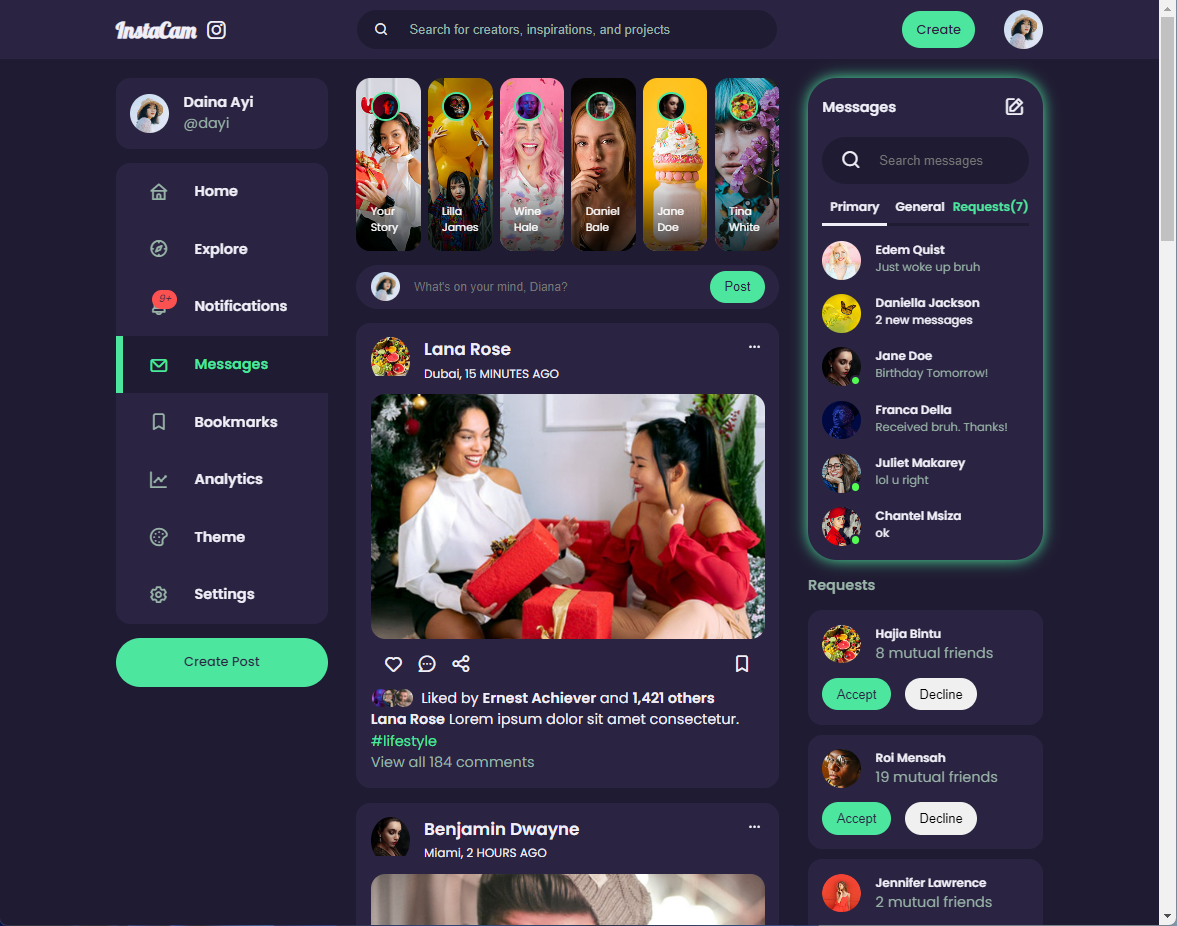 InstaCam
Search for creators, inspirations, and projects
Create
Daina Ayi
@dayi
Home
Explore
9+
Notifications
Messages
Bookmarks
Analytics
Theme
Settings
Create Post
Your
Story
Lilla
James
Wine
Hale
Daniel
Bale
Jane
Doe
Tina
White
What's on your mind, Diana?
Post
Lana Rose
Dubai, 15 MINUTES AGO
Liked by Ernest Achiever and 1,421 others
Lana Rose Lorem ipsum dolor sit amet consectetur.
#lifestyle
View all 184 comments
Benjamin Dwayne
Miami, 2 HOURS AGO
Messages
Search messages
Primary General Requests(7)
Edem Quist
Just woke up bruh
Daniella Jackson
2 new messages
Jane Doe
Birthday Tomorrow!
Franca Della
Received bruh. Thanks!
Juliet Makarey
lol u right
Chantel Msiza
ok
Requests
Hajia Bintu
8 mutual friends
Accept Decline
Roi Mensah
19 mutual friends
Accept Decline
Jennifer Lawrence
2 mutual friends